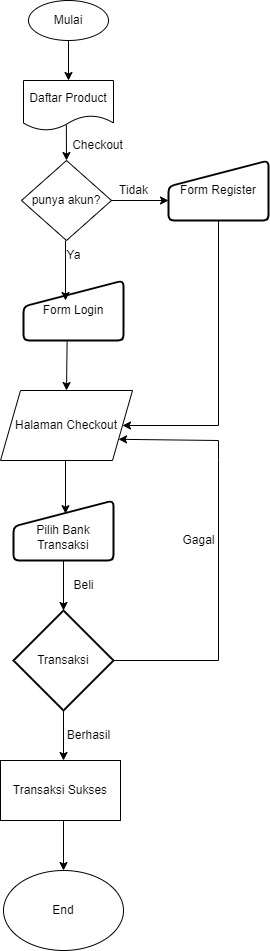 Mulai
Daftar Product
Checkout
punya akun?
Tidak
Form Register
Ya
Form Login
Halaman Checkout
Pilih Bank
Transaksi
Gagal
Beli
Transaksi
Berhasil
Transaksi Sukses
End